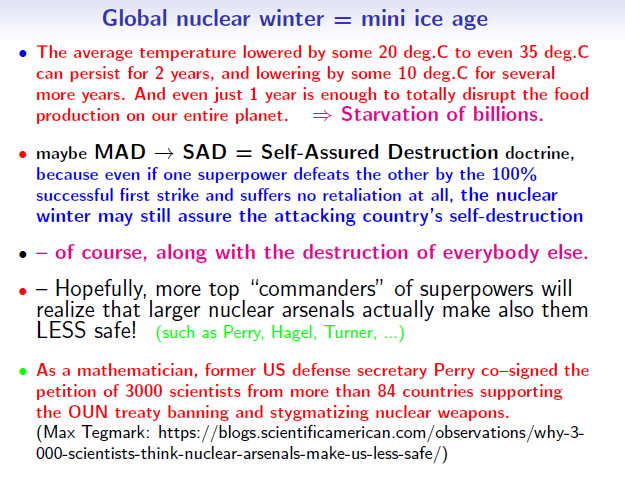 Global nuclear winter = mini ice age
• The average temperature lowered by some 20 deg.C to even 35 deg.C
can persist for 2 years, and lowering by some 10 deg.C for several
more years. And even just 1 year is enough to totally disrupt the food
production on our entire planet. ⇒ Starvation of billions.
• maybe MAD → SAD = Self-Assured Destruction doctrine,
because even if one superpower defeats the other by the 100%
successful first strike and suffers no retaliation at all, the nuclear
winter may still assure the attacking country's self-destruction
• – of course, along with the destruction of everybody else.
• – Hopefully, more top “commanders” of superpowers will
realize that larger nuclear arsenals actually make also them
LESS safe! (such as Perry, Hagel, Turner, ...)
• As a mathematician, former US defense secretary Perry co–signed the
petition of 3000 scientists from more than 84 countries supporting
the OUN treaty banning and stygmatizing nuclear weapons.
(Max Tegmark: https://blogs.scientificamerican.com/observations/why-3-
000-scientists-think-nuclear-arsenals-make-us-less-safe/)